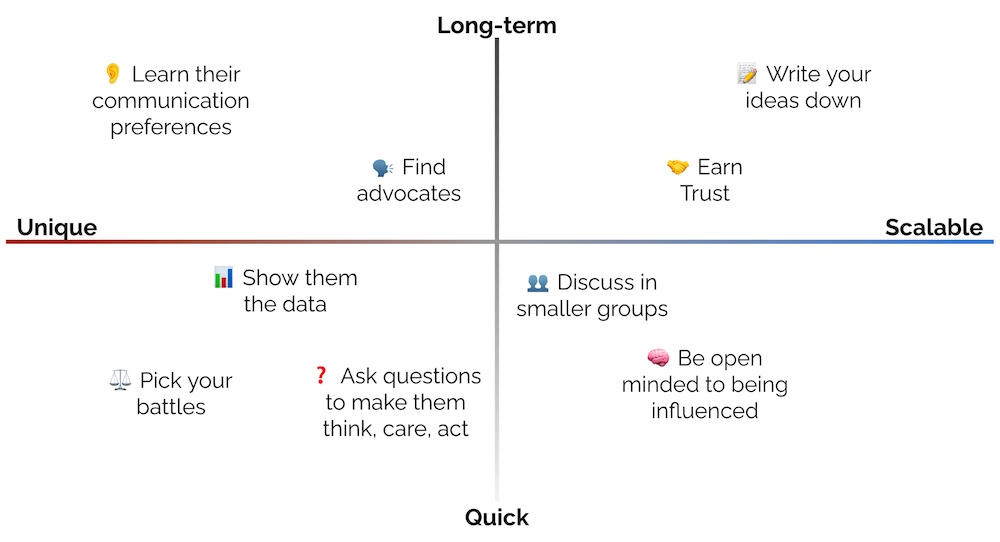 Long-term
👂 Learn their
communication
preferences
📝 Write your
ideas down
🗣️ Find
advocates
🤝 Earn
Trust
Unique
Scalable
📊 Show them
the data
👥 Discuss in
smaller groups
⚖️ Pick your
battles
❓ Ask questions
to make them
think, care, act
🧠 Be open
minded to being
influenced
Quick